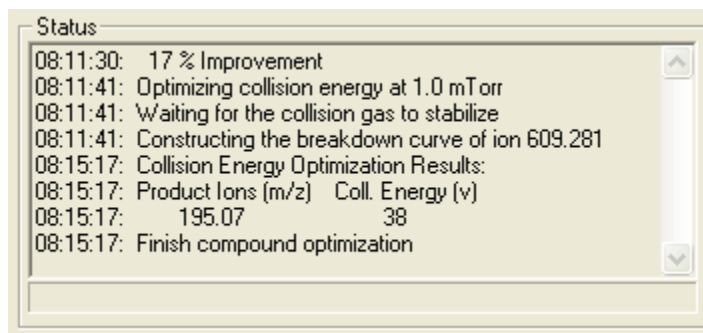 Status
08:11:30: 17 % Improvement
08:11:41: Optimizing collision energy at 1.0 mTorr
08:11:41: Waiting for the collision gas to stabilize
08:11:41: Constructing the breakdown curve of ion 609.281
08:15:17: Collision Energy Optimization Results:
08:15:17: Product Ions (m/z) Coll. Energy (v)
08:15:17: 195.07 38
08:15:17: Finish compound optimization